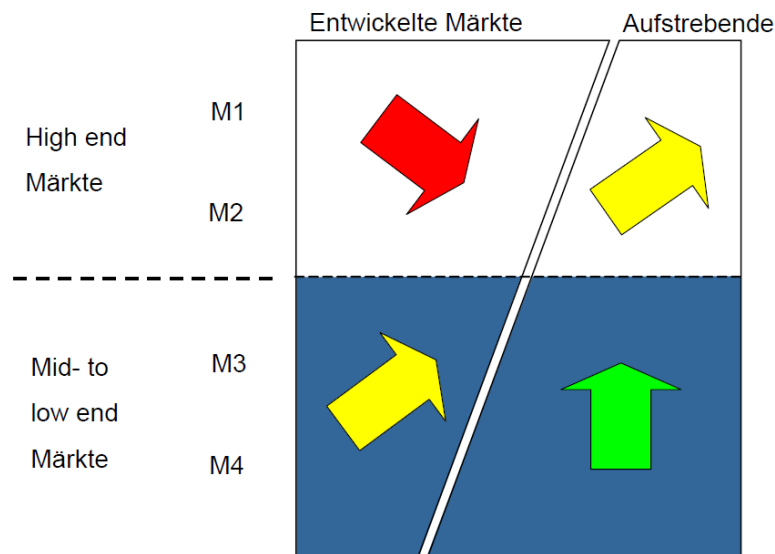 Entwickelte Märkte
Aufstrebende
M1
High end
Märkte
M2
M3
Mid- to
low end
Märkte
M4